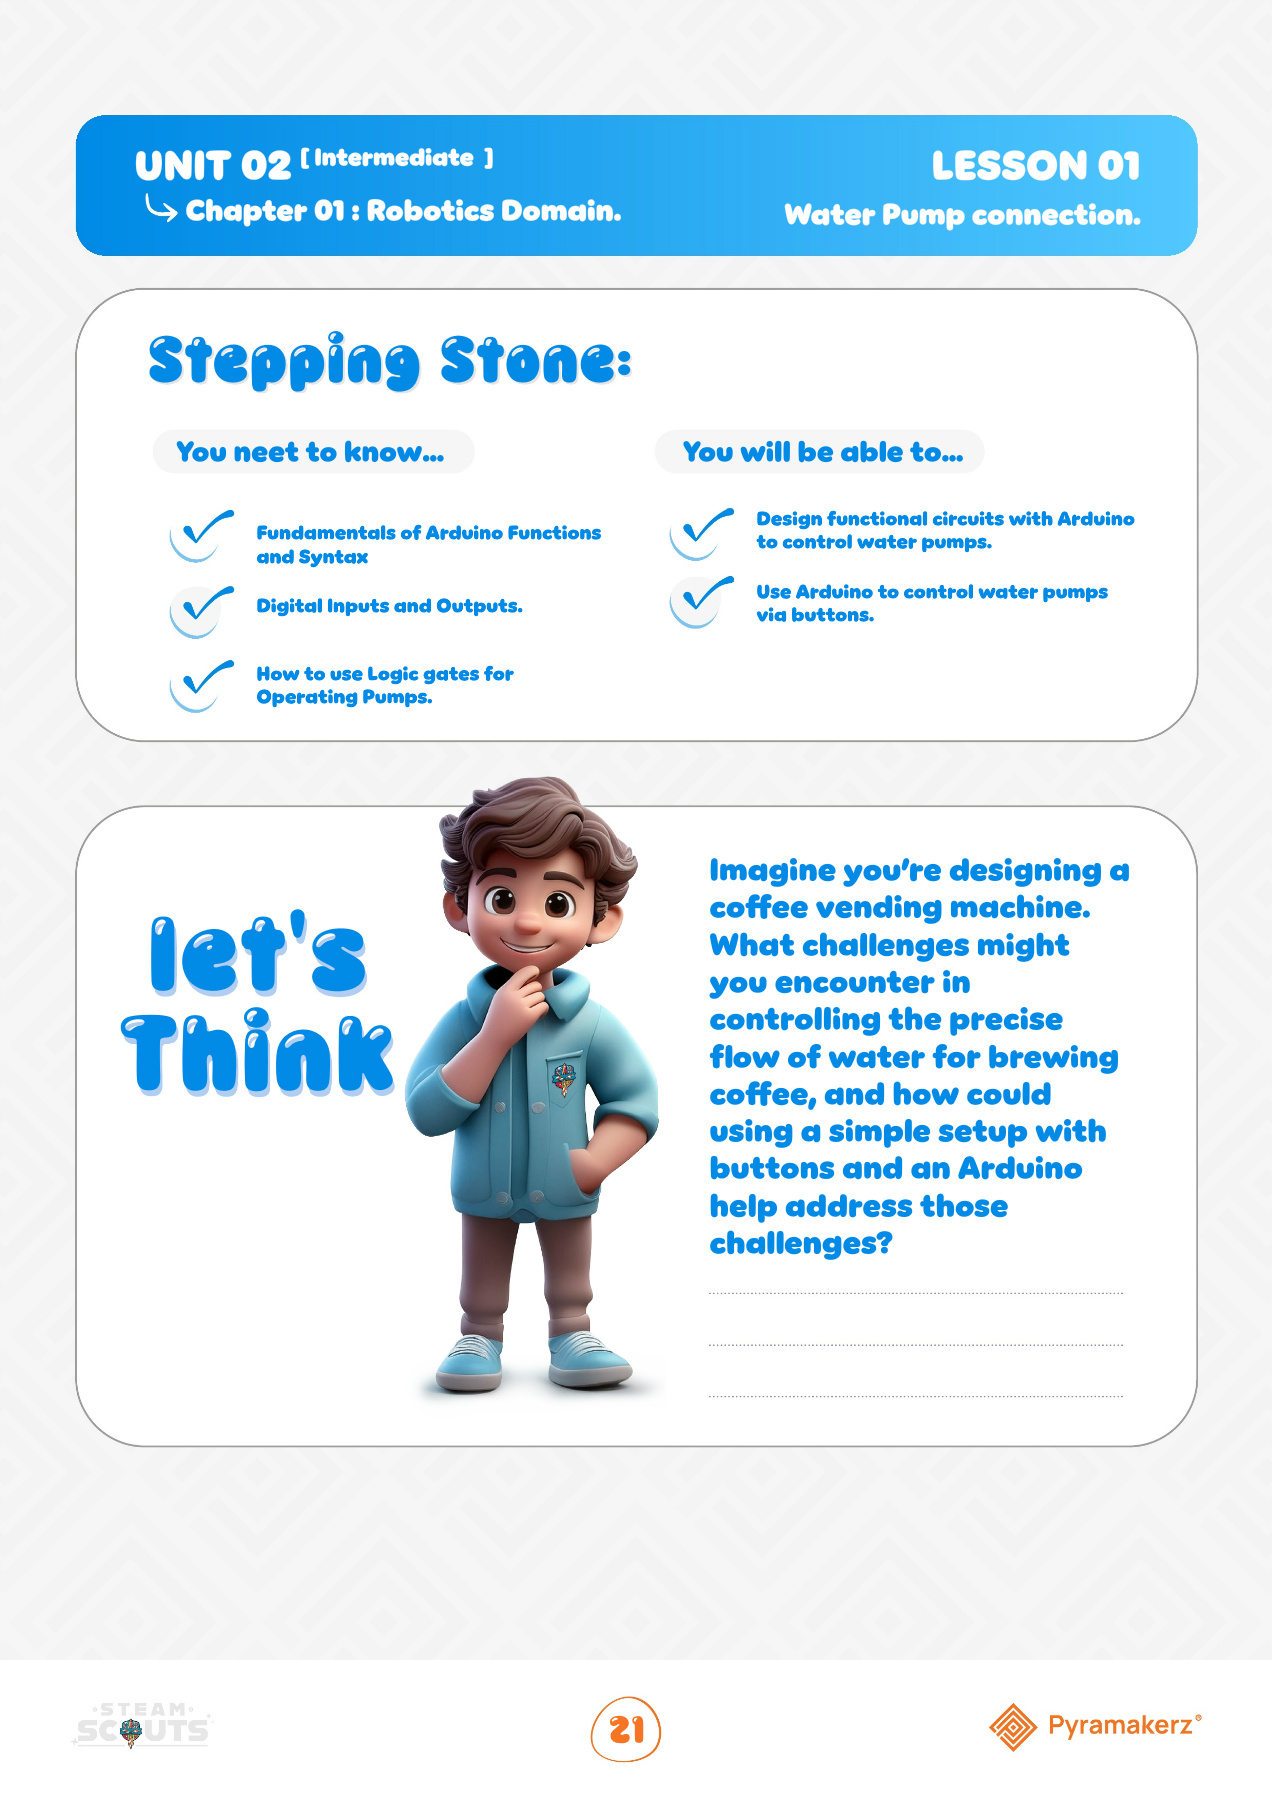 UNIT 02 [ Intermediate ]
Chapter 01 : Robotics Domain.
LESSON 01
Water Pump connection.
Stepping Stone:
You neet to know...
Fundamentals of Arduino Functions
and Syntax
Digital Inputs and Outputs.
How to use Logic gates for
Operating Pumps.
You will be able to...
Design functional circuits with Arduino
to control water pumps.
Use Arduino to control water pumps
via buttons.
let's
Think
Imagine you're designing a
coffee vending machine.
What challenges might
you encounter in
controlling the precise
flow of water for brewing
coffee, and how could
using a simple setup with
buttons and an Arduino
help address those
challenges?
STEAM
SCOUTS
21
Pyramakerz®